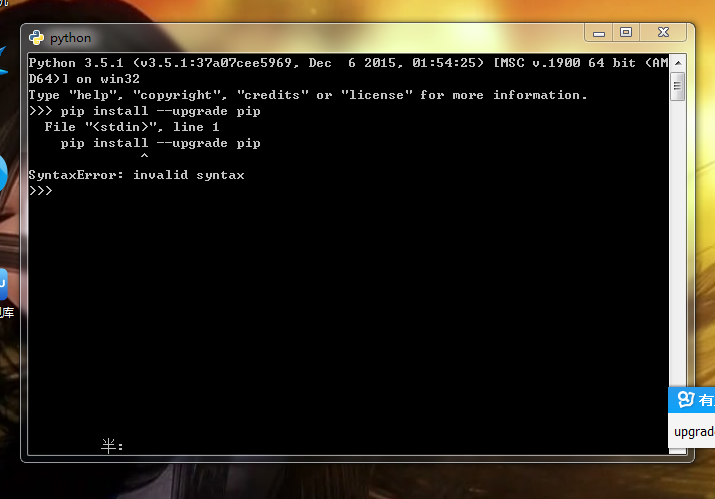 python
Python 3.5.1 (v3.5.1:37a07cee5969, Dec  6 2015, 01:54:25) [MSC v.1900 64 bit (AM
D64)] on win32
Type "help", "copyright", "credits" or "license" for more information.
>>> pip install --upgrade pip
  File "<stdin>", line 1
    pip install --upgrade pip
              ^
SyntaxError: invalid syntax
>>>
库
有
upgrad
半: